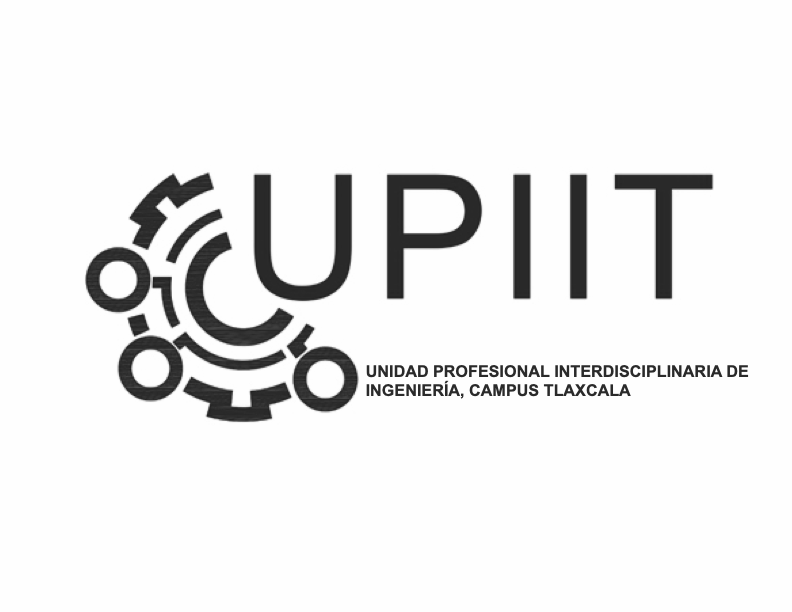 UPIIT
UNIDAD PROFESIONAL INTERDISCIPLINARIA DE
INGENIERÍA, CAMPUS TLAXCALA